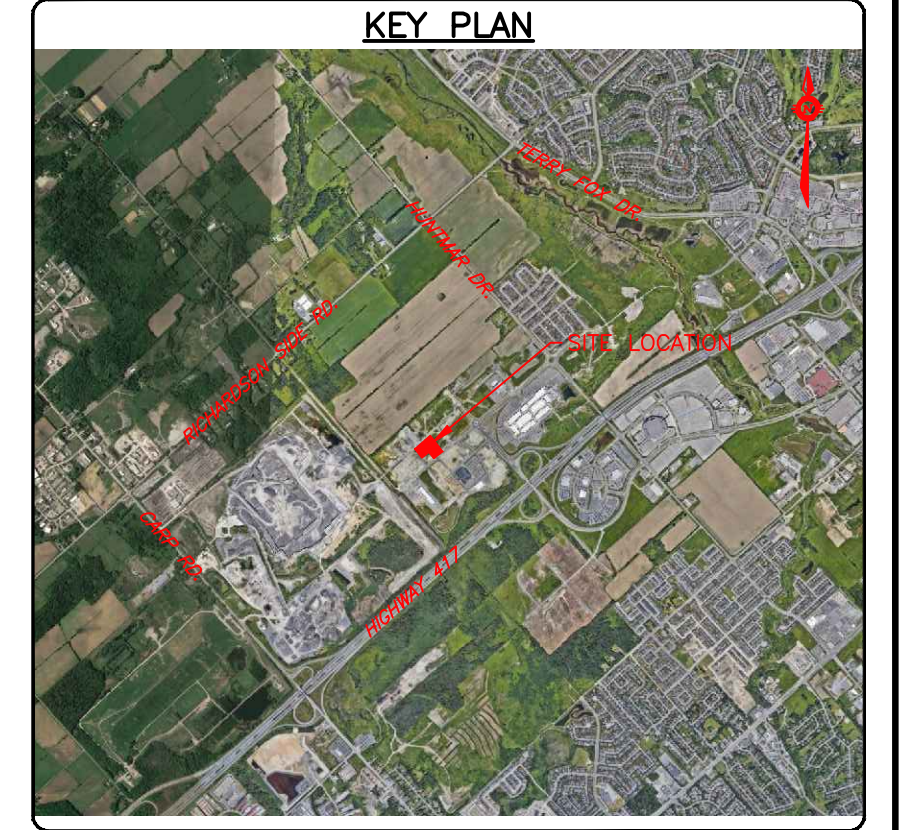 KEY PLAN
N
TERRY FOX DR.
HUNTMAR DR.
RICHARDSON SIDE RD.
SITE LOCATION
CARP RD.
HIGHWAY 417